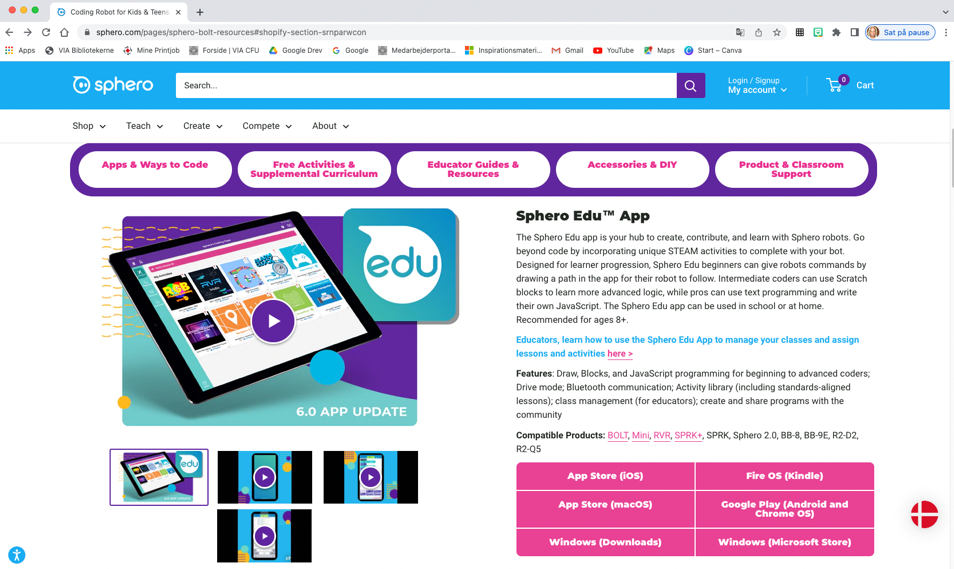 Coding Robot for Kids & Teens
sphero.com/pages/sphero-bolt-resources#shopify-section-srnparwcon
Sat på pause
Apps
VIA Bibliotekerne
Mine Printjob
Forside | VIA CFU
Google Drev
Gnpgwolc
Medarbejderporta...
Inspirationsmateri...
Gmail
YouTube
Maps
Start – Canva
sphero
Search...
Login / Signup
My account
0
Cart
Shop
Teach
Create
Compete
About
Apps & Ways to Code
Free Activities &
Supplemental Curriculum
Educator Guides &
Resources
Accessories & DIY
Product & Classroom
Support
edu
RGB
RVR
6.0 APP UPDATE
edu
Sphero Edu™ App
The Sphero Edu app is your hub to create, contribute, and learn with Sphero robots. Go
beyond code by incorporating unique STEAM activities to complete with your bot.
Designed for learner progression, Sphero Edu beginners can give robots commands by
drawing a path in the app for their robot to follow. Intermediate coders can use Scratch
blocks to learn more advanced logic, while pros can use text programming and write
their own JavaScript. The Sphero Edu app can be used in school or at home.
Recommended for ages 8+.
Educators, learn how to use the Sphero Edu App to manage your classes and assign
lessons and activities here >
Features: Draw, Blocks, and JavaScript programming for beginning to advanced coders;
Drive mode; Bluetooth communication; Activity library (including standards-aligned
lessons); class management (for educators); create and share programs with the
community
Compatible Products: BOLT, Mini, RVR, SPRK+, SPRK, Sphero 2.0, BB-8, BB-9E, R2-D2,
R2-Q5
App Store (iOS)
Fire OS (Kindle)
App Store (macOS)
Google Play (Android and
Chrome OS)
Windows (Downloads)
Windows (Microsoft Store)